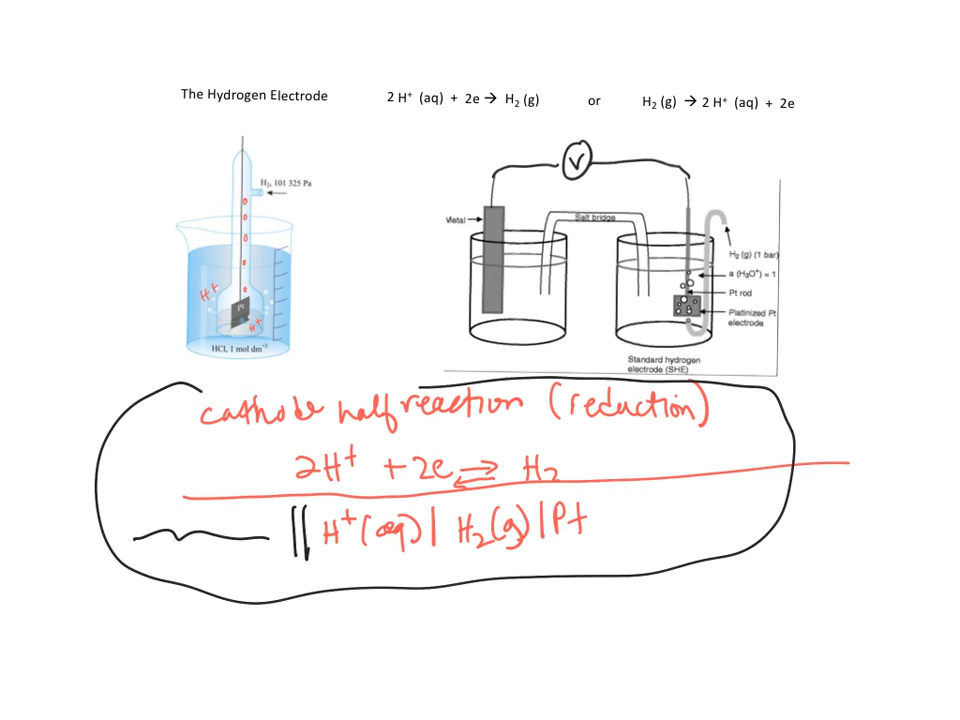 The Hydrogen Electrode 2 H⁺ (aq) + 2e → H₂ (g) or H₂ (g) → 2 H⁺ (aq) + 2e
H₂, 101 325 Pa
H+
Pt
H+
HCl, 1 mol dm⁻³
V
Metal
Salt bridge
H₂ (g) (1 bar)
a (H₃O⁺) = 1
Pt rod
Platinized Pt
electrode
Standard hydrogen
electrode (SHE)
cathode half reaction (reduction)
2H⁺ + 2e ⇌ H₂
|| H⁺(aq) | H₂(g) | Pt